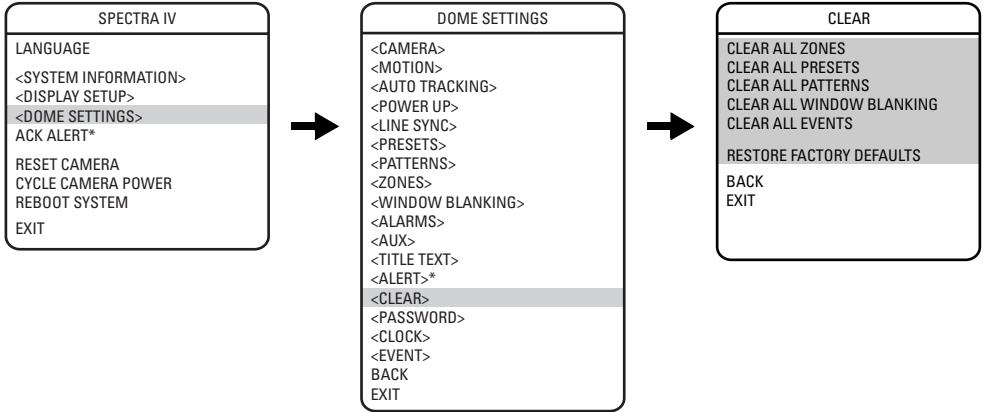 SPECTRA IV
LANGUAGE
<SYSTEM INFORMATION>
<DISPLAY SETUP>
<DOME SETTINGS>
ACK ALERT*
RESET CAMERA
CYCLE CAMERA POWER
REBOOT SYSTEM
EXIT
DOME SETTINGS
<CAMERA>
<MOTION>
<AUTO TRACKING>
<POWER UP>
<LINE SYNC>
<PRESETS>
<PATTERNS>
<ZONES>
<WINDOW BLANKING>
<ALARMS>
<AUX>
<TITLE TEXT>
<ALERT>*
<CLEAR>
<PASSWORD>
<CLOCK>
<EVENT>
BACK
EXIT
CLEAR
CLEAR ALL ZONES
CLEAR ALL PRESETS
CLEAR ALL PATTERNS
CLEAR ALL WINDOW BLANKING
CLEAR ALL EVENTS
RESTORE FACTORY DEFAULTS
BACK
EXIT